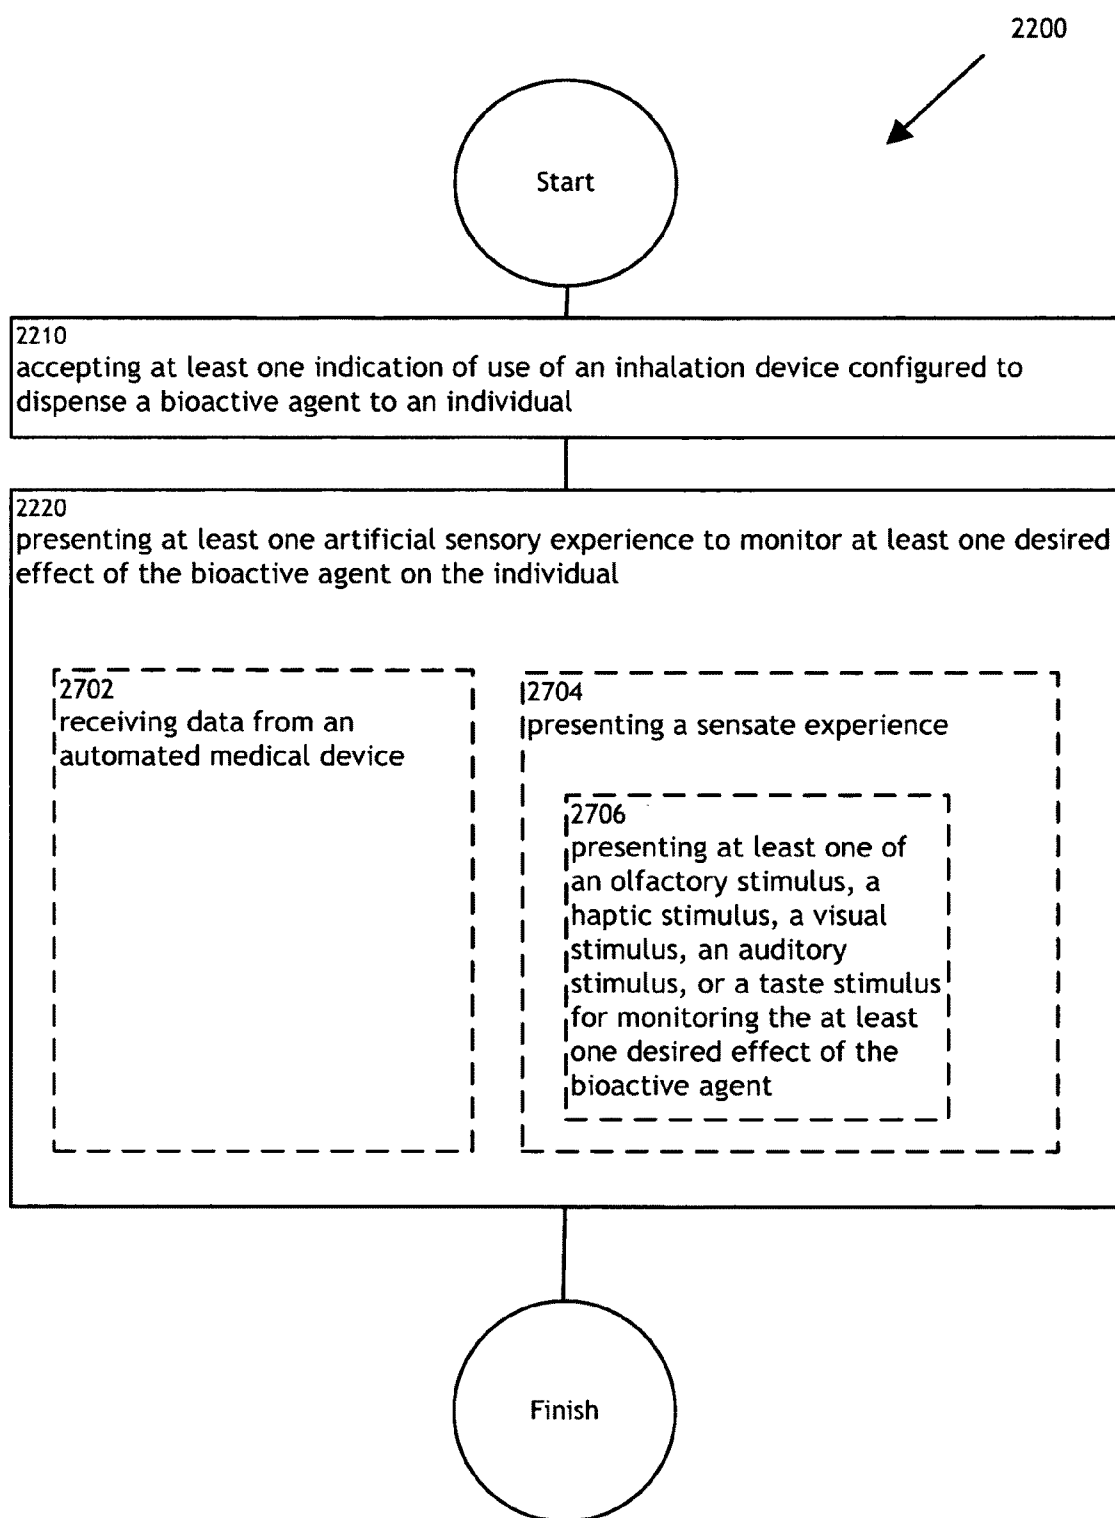 2200
Start
2210
accepting at least one indication of use of an inhalation device configured to
dispense a bioactive agent to an individual
2220
presenting at least one artificial sensory experience to monitor at least one desired
effect of the bioactive agent on the individual
2702
receiving data from an
automated medical device
2704
presenting a sensate experience
2706
presenting at least one of
an olfactory stimulus, a
haptic stimulus, a visual
stimulus, an auditory
stimulus, or a taste stimulus
for monitoring the at least
one desired effect of the
bioactive agent
Finish